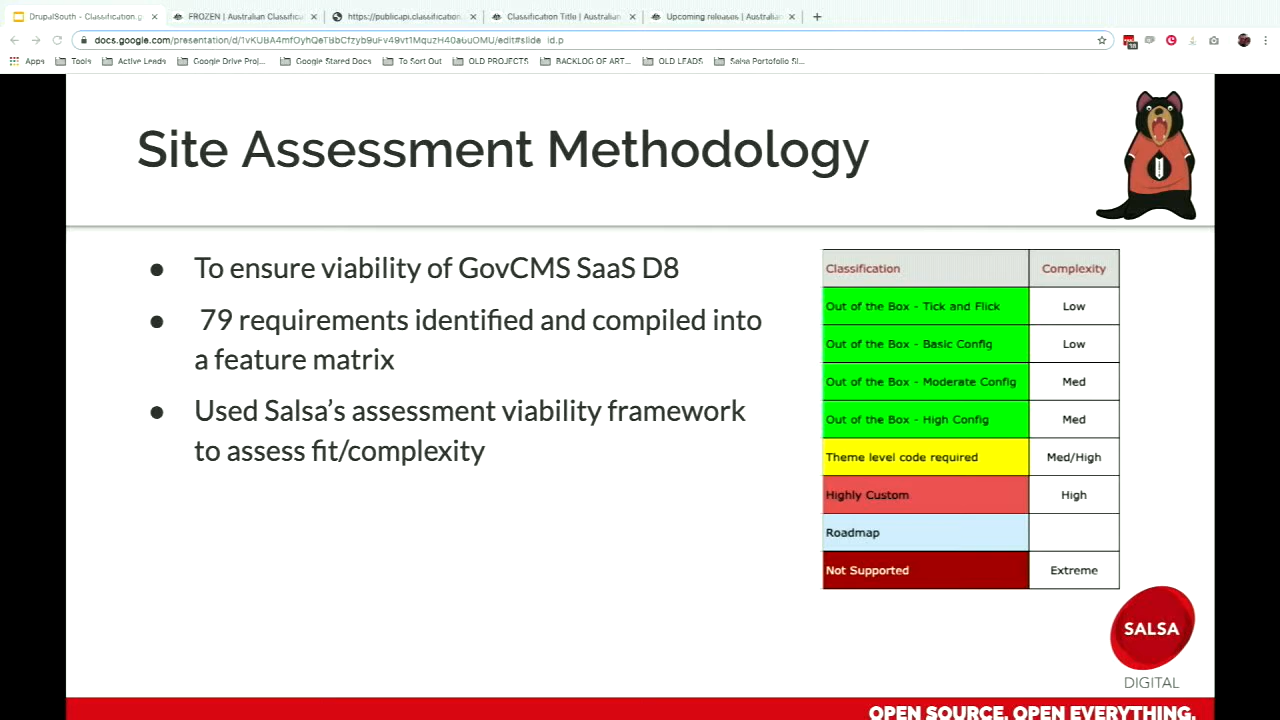 DrupalSouth - Classification.g
FROZEN | Australian Classific
https://publicapi.classification.
Classification Title | Australian
Upcoming releases | Australian
Apps
Tools
Active Leads
Google Drive Proj...
Google Stared Docs
To Sort Out
OLD PROJECTS
BACKLOG OF ART...
OLD LEADS
Salsa Portofolio Sl...
Site Assessment Methodology
● To ensure viability of GovCMS SaaS D8
● 79 requirements identified and compiled into
a feature matrix
● Used Salsa's assessment viability framework
to assess fit/complexity
Classification Complexity
Out of the Box - Tick and Flick Low
Out of the Box - Basic Config Low
Out of the Box - Moderate Config Med
Out of the Box - High Config Med
Theme level code required Med/High
Highly Custom High
Roadmap
Not Supported Extreme
SALSA
DIGITAL
OPEN SOURCE. OPEN EVERYTHING.